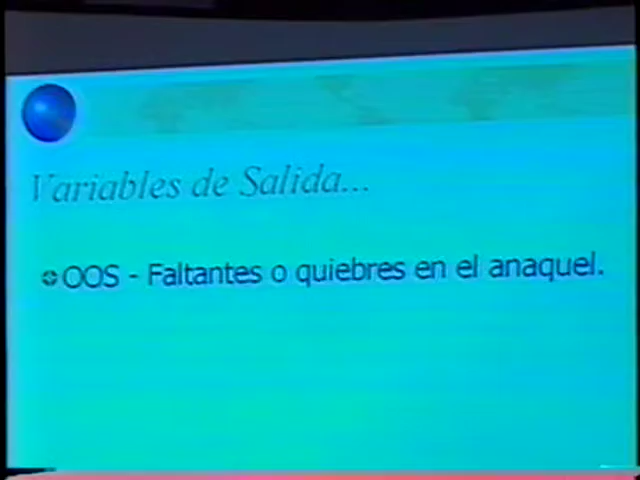 Variables de Salida...
OOS - Faltantes o quiebres en el anaquel.